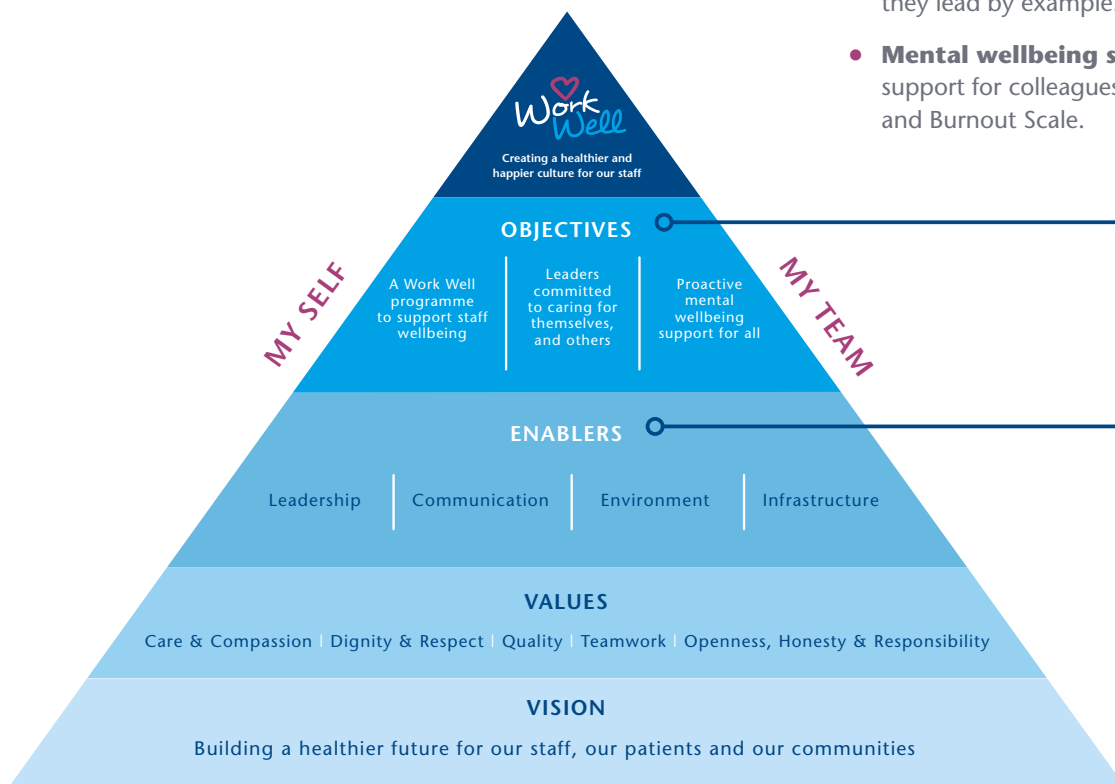 they lead by example.
Mental wellbeing s
support for colleagues
and Burnout Scale.
Work
Well
Creating a healthier and
happier culture for our staff
OBJECTIVES
MY SELF
A Work Well
programme
to support staff
wellbeing
Leaders
committed
to caring for
themselves,
and others
Proactive
mental
wellbeing
support for all
MY TEAM
ENABLERS
Leadership | Communication | Environment | Infrastructure
VALUES
Care & Compassion | Dignity & Respect | Quality | Teamwork | Openness, Honesty & Responsibility
VISION
Building a healthier future for our staff, our patients and our communities